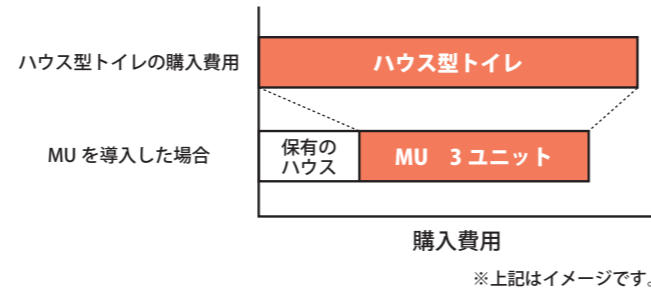 ハウス型トイレの購入費用
ハウス型トイレ
MU を導入した場合
保有の
ハウス
MU 3 ユニット
購入費用
※上記はイメージです。